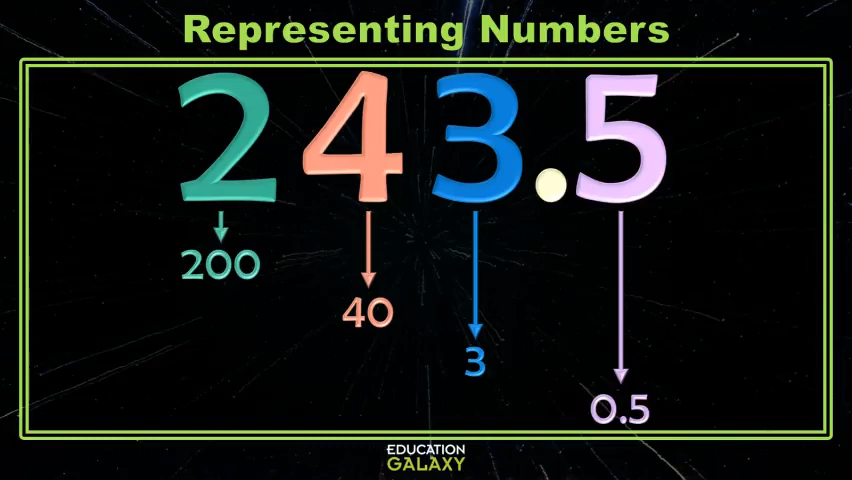 Representing Numbers
243.5
200
40
3
0.5
EDUCATION
GALAXY